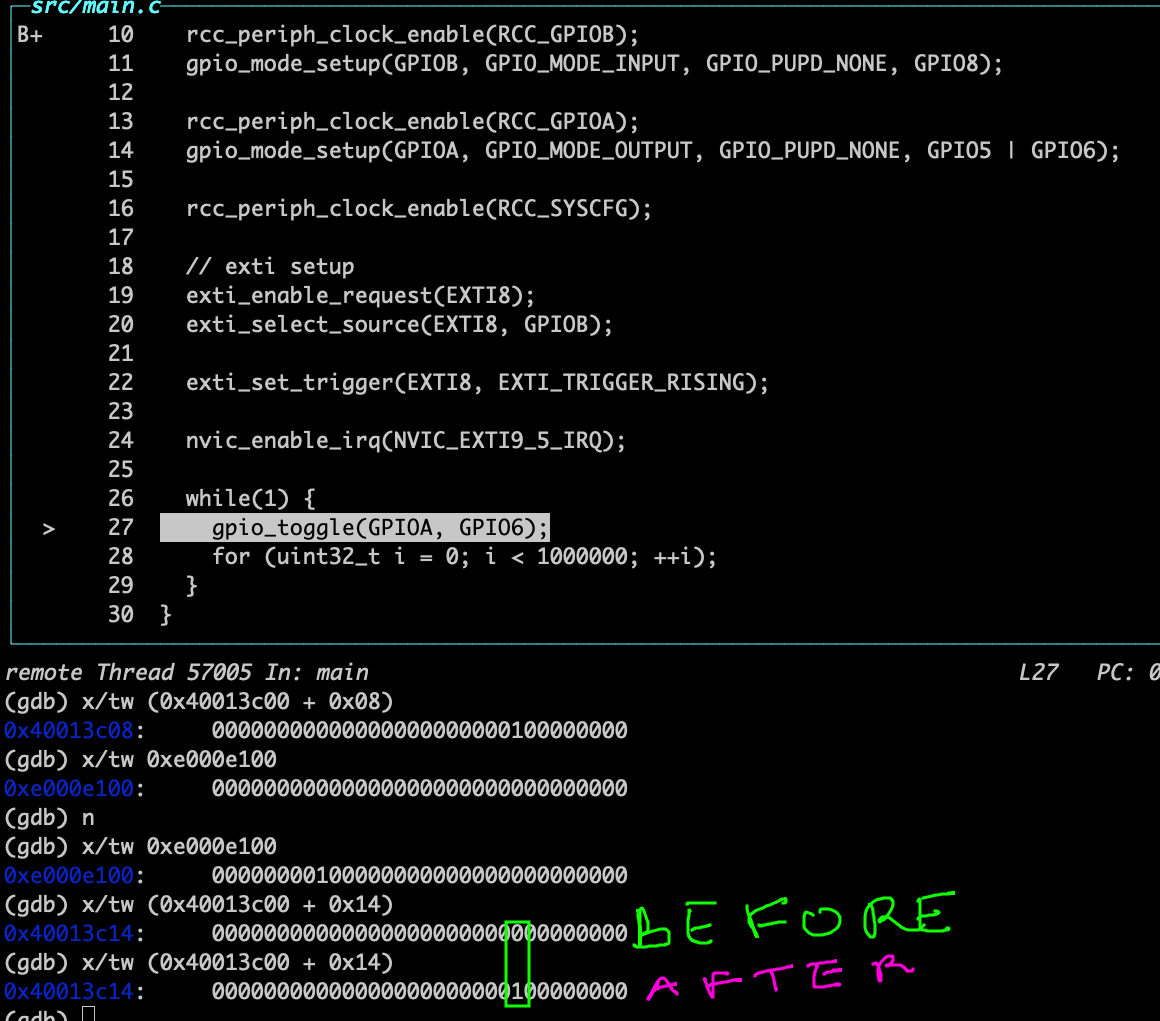 src/main.c
B+ 10 rcc_periph_clock_enable(RCC_GPIOB);
11 gpio_mode_setup(GPIOB, GPIO_MODE_INPUT, GPIO_PUPD_NONE, GPIO8);
12
13 rcc_periph_clock_enable(RCC_GPIOA);
14 gpio_mode_setup(GPIOA, GPIO_MODE_OUTPUT, GPIO_PUPD_NONE, GPIO5 | GPIO6);
15
16 rcc_periph_clock_enable(RCC_SYSCFG);
17
18 // exti setup
19 exti_enable_request(EXTI8);
20 exti_select_source(EXTI8, GPIOB);
21
22 exti_set_trigger(EXTI8, EXTI_TRIGGER_RISING);
23
24 nvic_enable_irq(NVIC_EXTI9_5_IRQ);
25
26 while(1) {
> 27 gpio_toggle(GPIOA, GPIO6);
28 for (uint32_t i = 0; i < 1000000; ++i);
29 }
30 }
remote Thread 57005 In: main L27 PC: 0
(gdb) x/tw (0x40013c00 + 0x08)
0x40013c08: 00000000000000000000000100000000
(gdb) x/tw 0xe000e100
0xe000e100: 00000000000000000000000000000000
(gdb) n
(gdb) x/tw 0xe000e100
0xe000e100: 00000000100000000000000000000000
(gdb) x/tw (0x40013c00 + 0x14)
0x40013c14: 00000000000000000000000000000000 BEFORE
(gdb) x/tw (0x40013c00 + 0x14)
0x40013c14: 00000000000000000000000100000000 AFTER
(gdb)